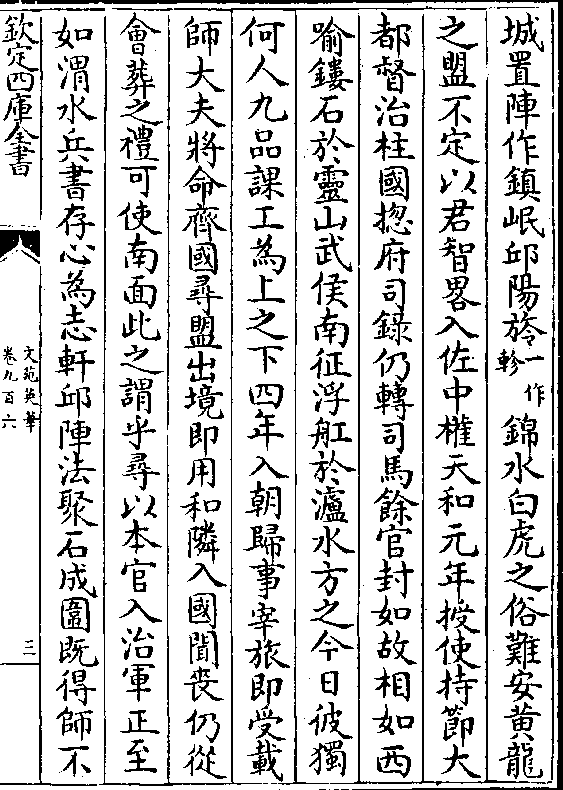 城置陣作鎮岷邱陽於泠一作軫錦水白虎之俗難安黃龍
之盟不定以君智畧入佐中權天和元年授使持節大
都督治柱國揔府司錄仍轉司馬餘官封如故相如西
喻鏤石於靈山武侯南征浮舡於瀘水方之今日彼獨
何人九品課工為上之下四年入朝歸事宰旅即受載
師大夫將命齊國尋盟出境即用和隣入國聞喪仍從
會葬之禮可使南面此之謂乎尋以本官入治軍正至
如渭水兵書存心為志軒邱陣法聚石成圖既得師不
欽定四庫全書
文苑英華
卷九百六
三